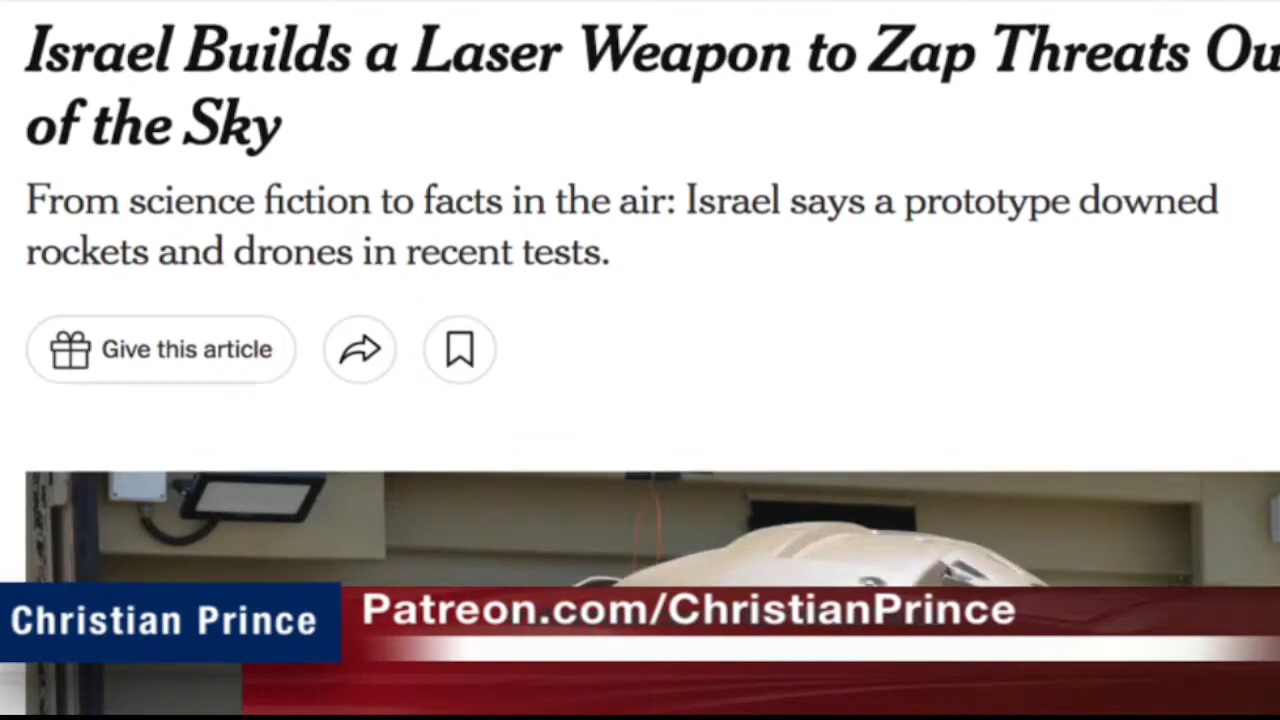 Israel Builds a Laser Weapon to Zap Threats Ou
of the Sky
From science fiction to facts in the air: Israel says a prototype downed
rockets and drones in recent tests.
Give this article
Christian Prince
Patreon.com/ChristianPrince